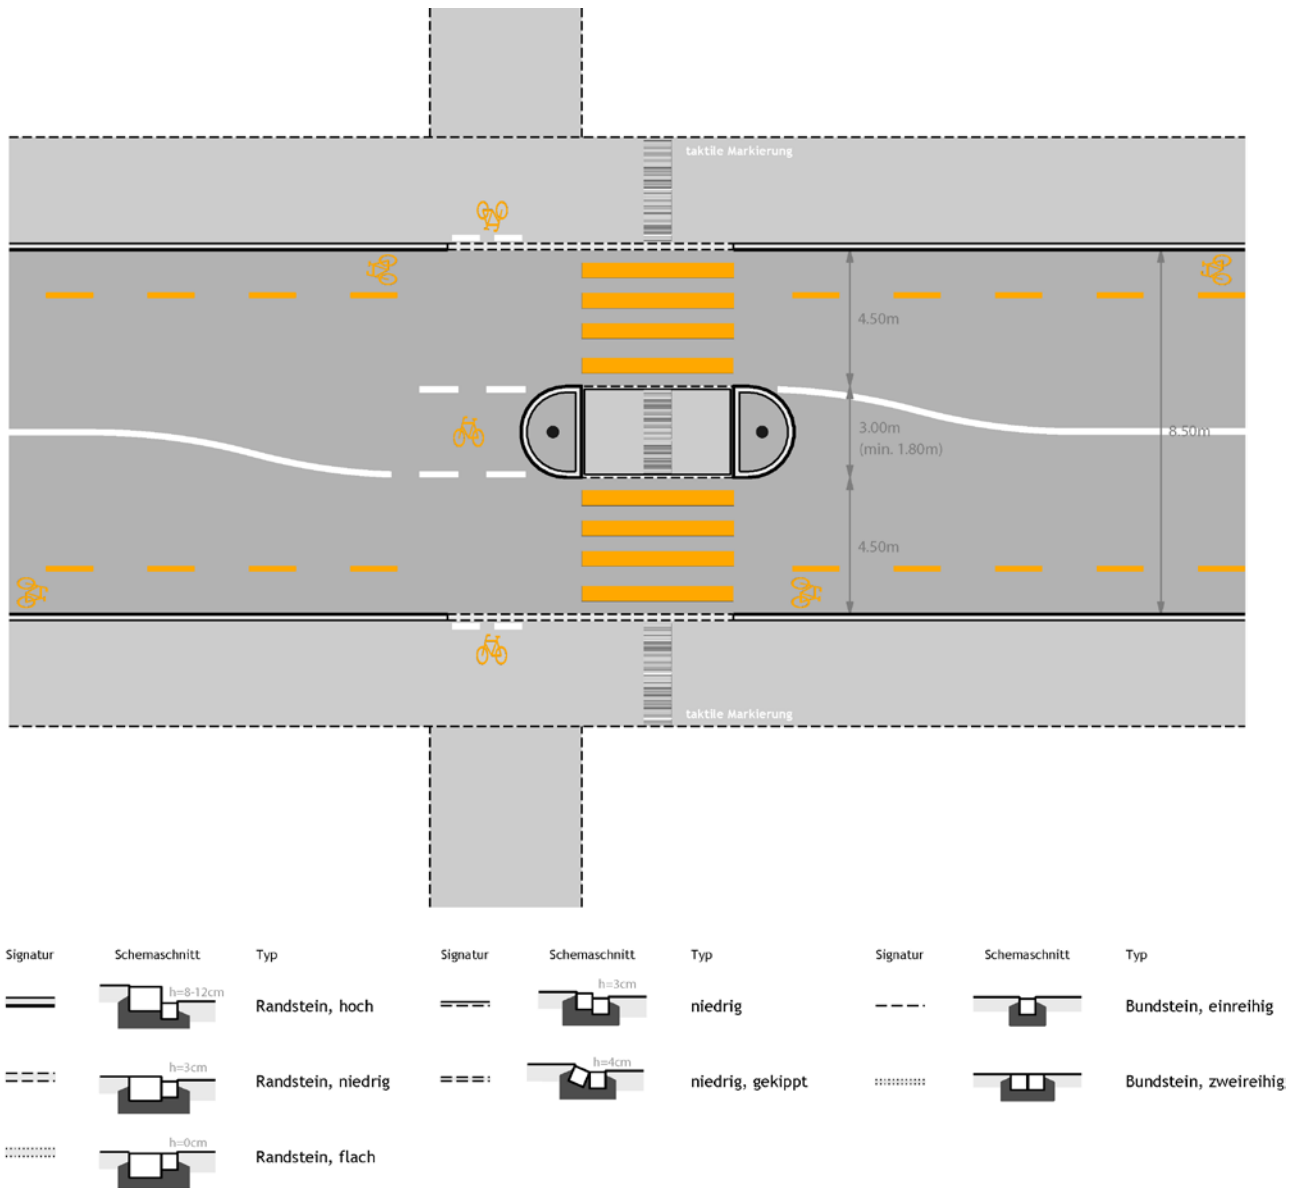 taktile Markierung
4.50m
3.00m
(min. 1.80m)
8.50m
4.50m
taktile Markierung
Signatur Schemaschnitt Typ Signatur Schemaschnitt Typ Signatur Schemaschnitt Typ
h=8-12cm Randstein, hoch h=3cm niedrig Bundstein, einreihig
h=3cm Randstein, niedrig h=4cm niedrig, gekippt Bundstein, zweireihig
h=0cm Randstein, flach